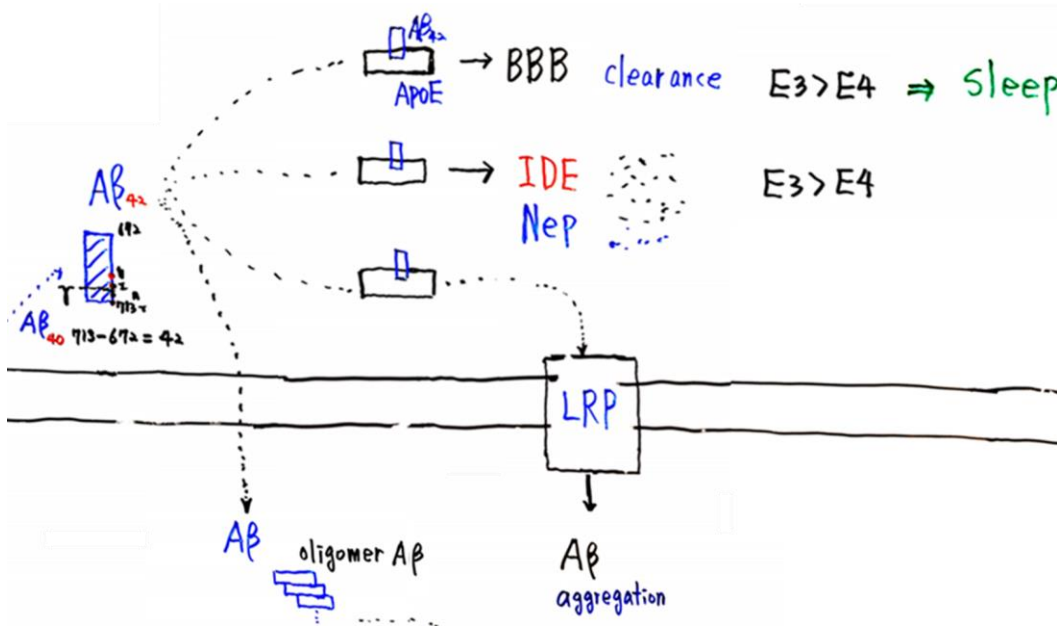 Aβ42
ApoE
→ BBB
clearance
E3>E4
⇒ Sleep
Aβ42
→ IDE
Nep
E3>E4
692
γ
713
Aβ40
713-672=42
LRP
Aβ
oligomer Aβ
Aβ
aggregation